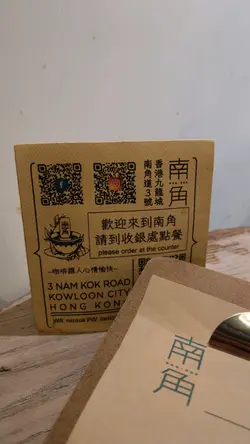 香港九龍城
南角道3號
南角
歡迎來到南角
請到收銀處點餐
please order at the counter
~咖啡讓人心情愉快~
3 NAM KOK ROAD
KOWLOON CITY
HONG KON
南角